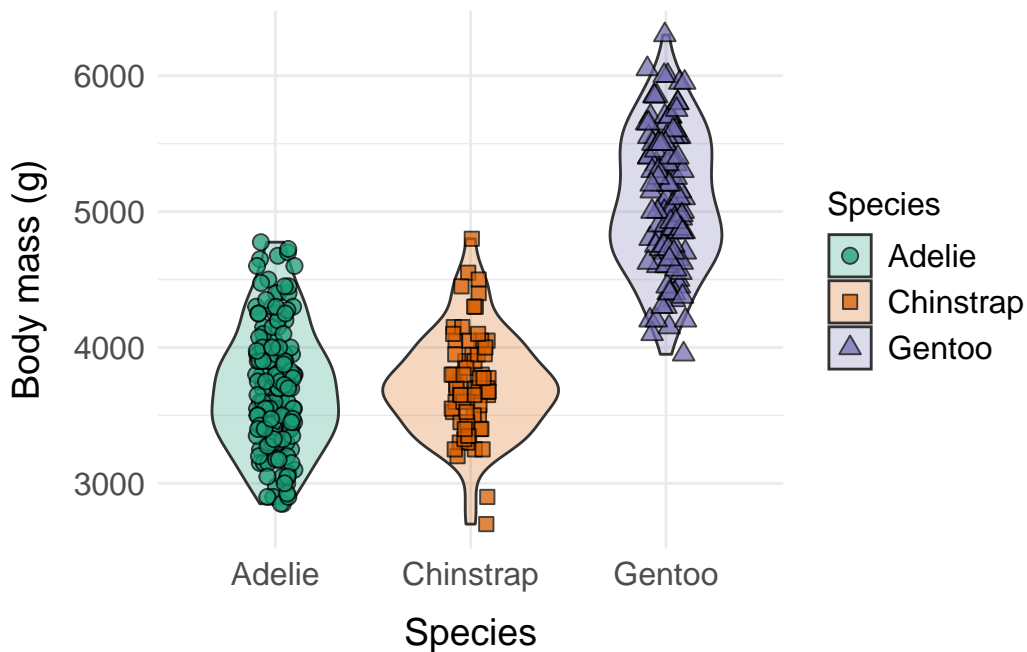 Body mass (g)
6000
5000
4000
3000
Adelie
Chinstrap
Gentoo
Species
Species
Adelie
Chinstrap
Gentoo